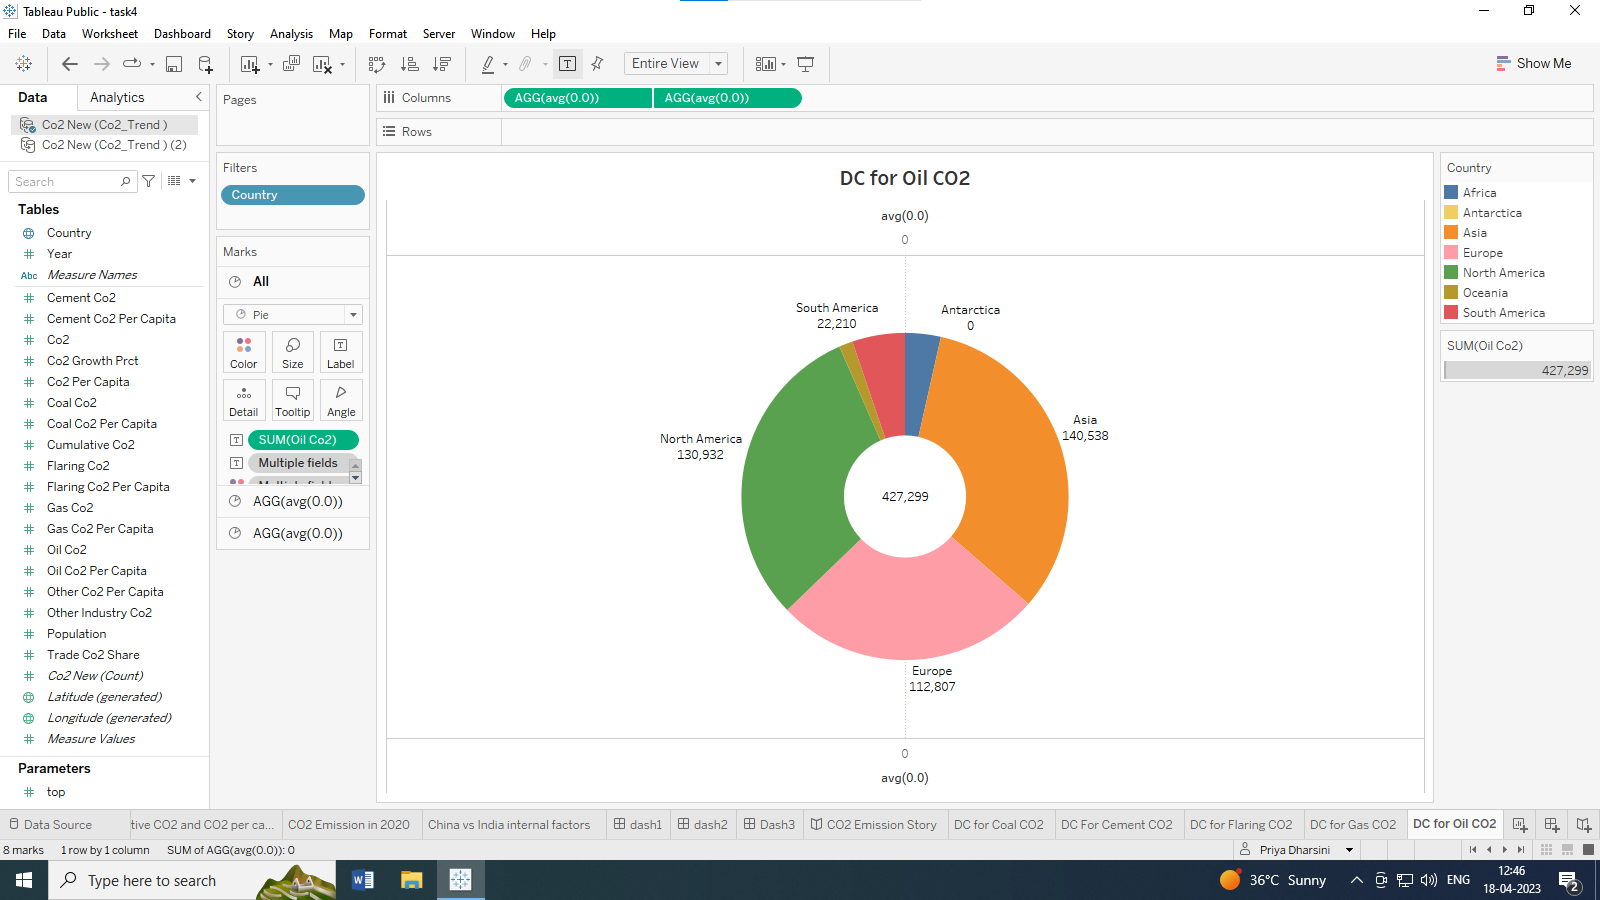 Tableau Public - task4
File Data Worksheet Dashboard Story Analysis Map Format Server Window Help
Entire View
Show Me
Data Analytics
Co2 New (Co2_Trend )
Co2 New (Co2_Trend ) (2)
Search
Tables
Country
Year
Abc Measure Names
Cement Co2
Cement Co2 Per Capita
Co2
Co2 Growth Prct
Co2 Per Capita
Coal Co2
Coal Co2 Per Capita
Cumulative Co2
Flaring Co2
Flaring Co2 Per Capita
Gas Co2
Gas Co2 Per Capita
Oil Co2
Oil Co2 Per Capita
Other Co2 Per Capita
Other Industry Co2
Population
Trade Co2 Share
Co2 New (Count)
Latitude (generated)
Longitude (generated)
Measure Values
Parameters
top
Pages
Filters
Country
Marks
All
Pie
Color Size Label
Detail Tooltip Angle
SUM(Oil Co2)
Multiple fields
AGG(avg(0.0))
AGG(avg(0.0))
Columns AGG(avg(0.0)) AGG(avg(0.0))
Rows
DC for Oil CO2
avg(0.0)
0
South America
22,210
Antarctica
0
Asia
140,538
North America
130,932
427,299
Europe
112,807
0
avg(0.0)
Country
Africa
Antarctica
Asia
Europe
North America
Oceania
South America
SUM(Oil Co2)
427,299
Data Source tive CO2 and CO2 per ca... CO2 Emission in 2020 China vs India internal factors dash1 dash2 Dash3 CO2 Emission Story DC for Coal CO2 DC For Cement CO2 DC for Flaring CO2 DC for Gas CO2 DC for Oil CO2
8 marks 1 row by 1 column SUM of AGG(avg(0.0)): 0 Priya Dharsini
Type here to search
36°C Sunny
ENG
12:46
18-04-2023
2